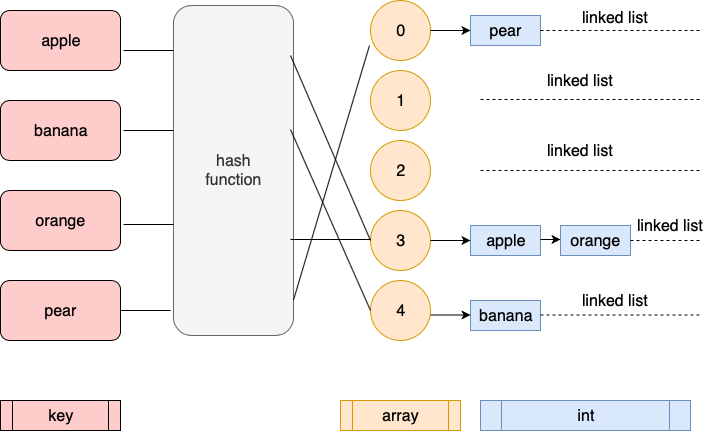 apple
banana
orange
pear
hash
function
0
1
2
3
4
pear
linked list
linked list
linked list
apple
orange
linked list
banana
linked list
key
array
int